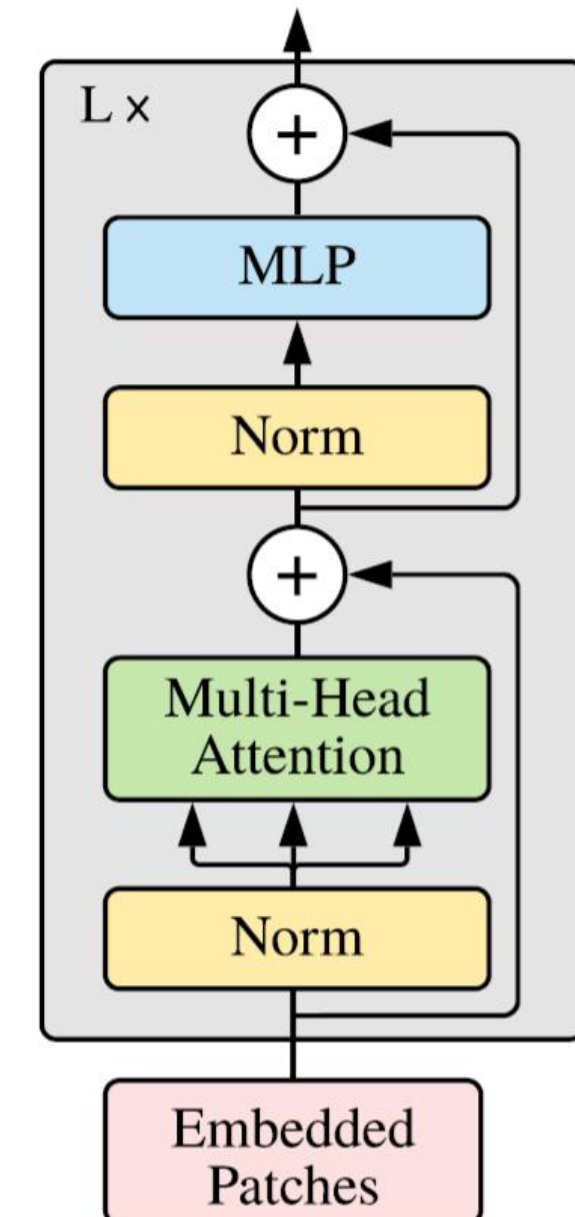 L ×
+
MLP
Norm
+
Multi-Head
Attention
Norm
Embedded
Patches